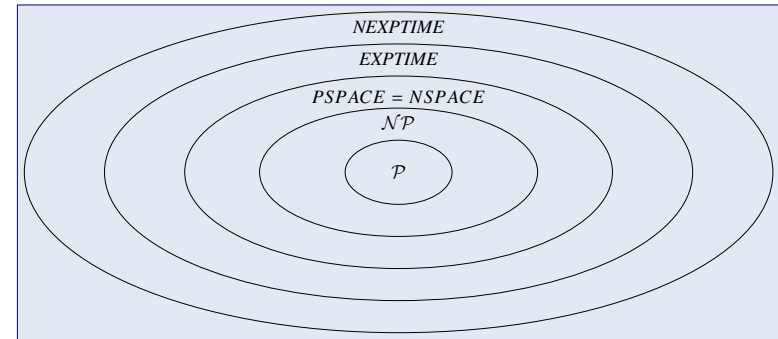 NEXPTIME
EXPTIME
PSPACE = NSPACE
𝒩𝒫
𝒫